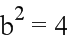 b² = 4